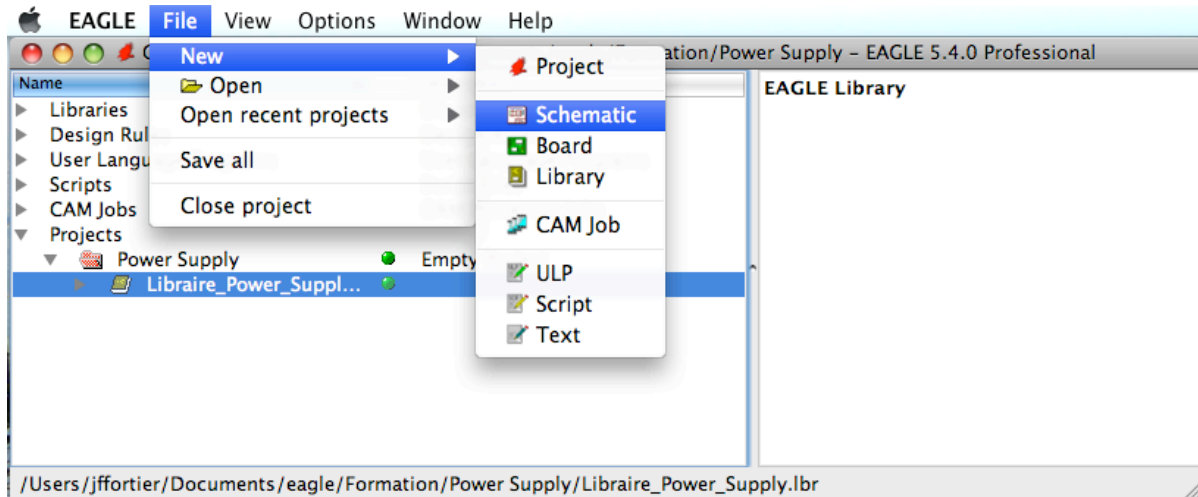 EAGLE File View Options Window Help
ation/Power Supply – EAGLE 5.4.0 Professional
Name
Libraries
Design Rul
User Langu
Scripts
CAM Jobs
Projects
Power Supply Empty
Libraire_Power_Suppl...
New
Open
Open recent projects
Save all
Close project
Project
Schematic
Board
Library
CAM Job
ULP
Script
Text
EAGLE Library
/Users/jffortier/Documents/eagle/Formation/Power Supply/Libraire_Power_Supply.lbr